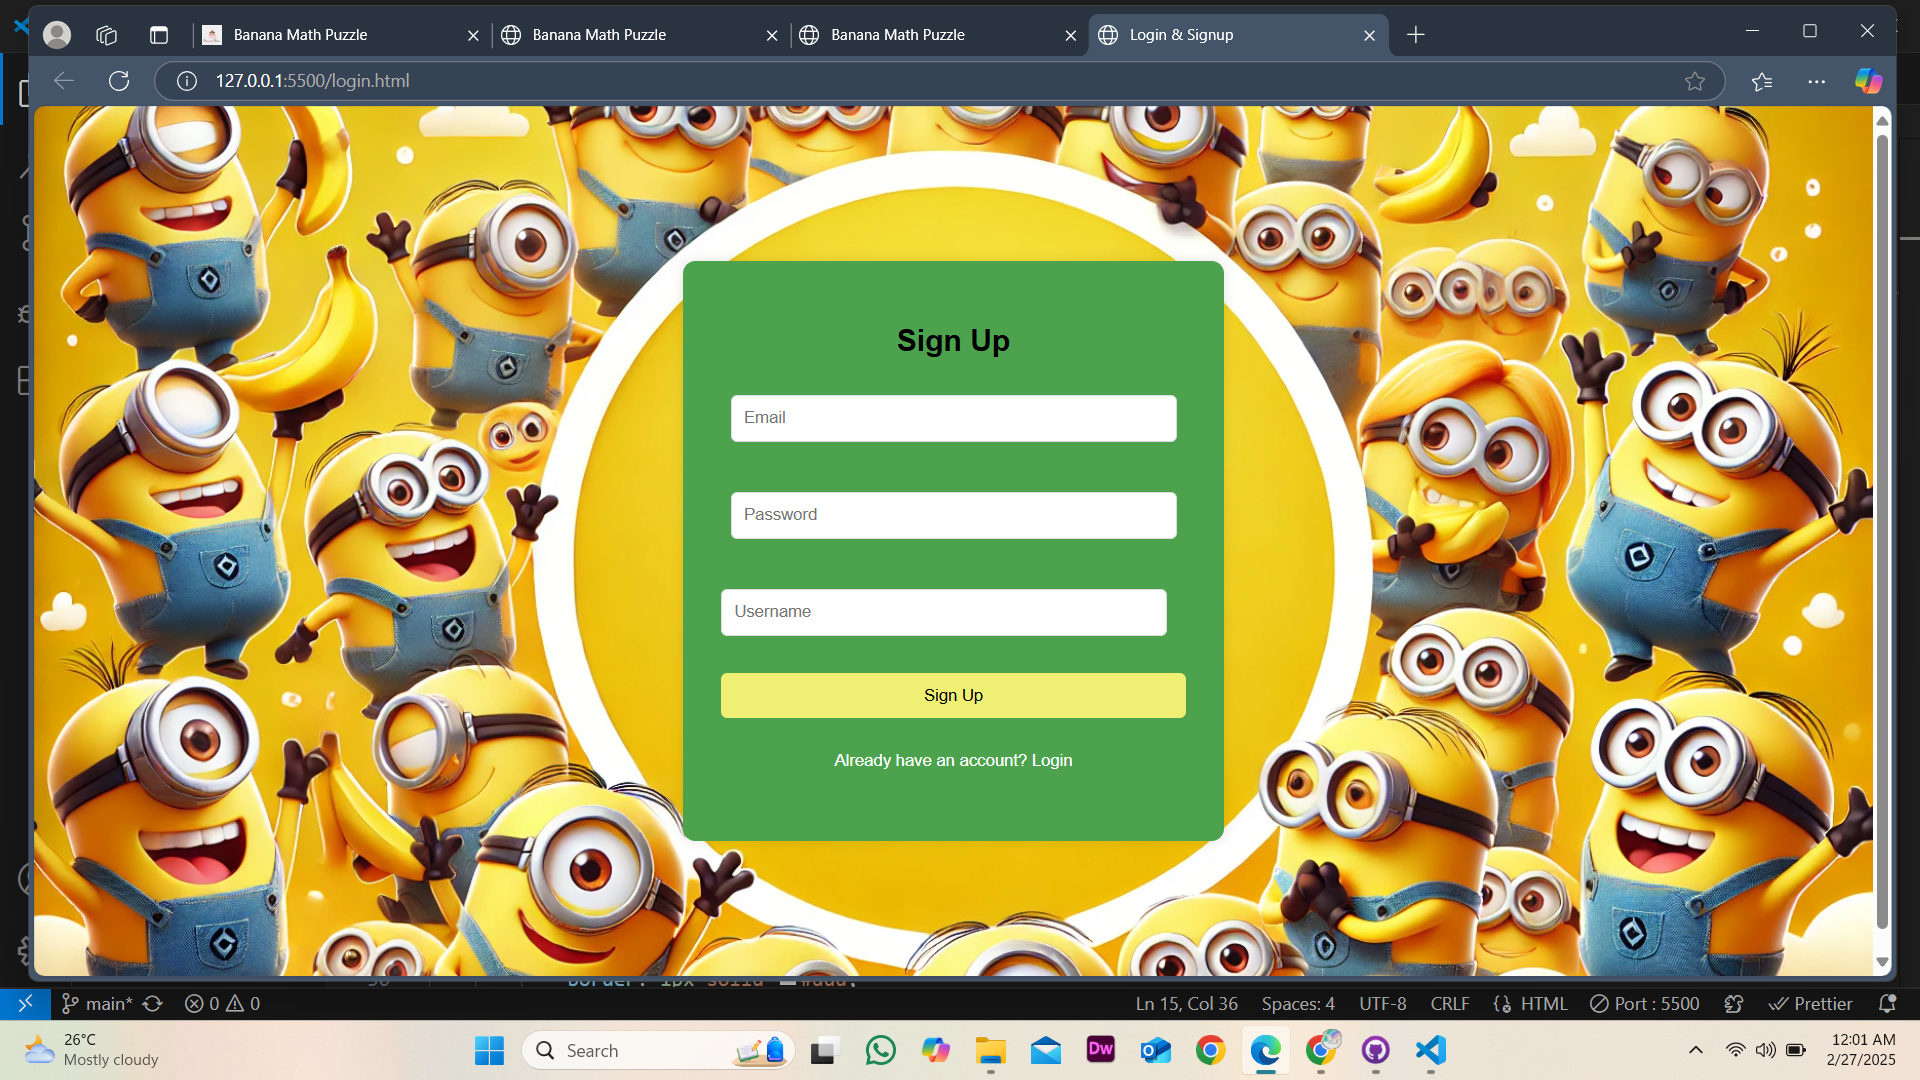 Banana Math Puzzle
Banana Math Puzzle
Banana Math Puzzle
Login & Signup
127.0.0.1:5500/login.html
Sign Up
Email
Password
Username
Sign Up
Already have an account? Login
main*
0
0
Ln 15, Col 36
Spaces: 4
UTF-8
CRLF
HTML
Port : 5500
Prettier
26°C
Mostly cloudy
Search
Dw
12:01 AM
2/27/2025